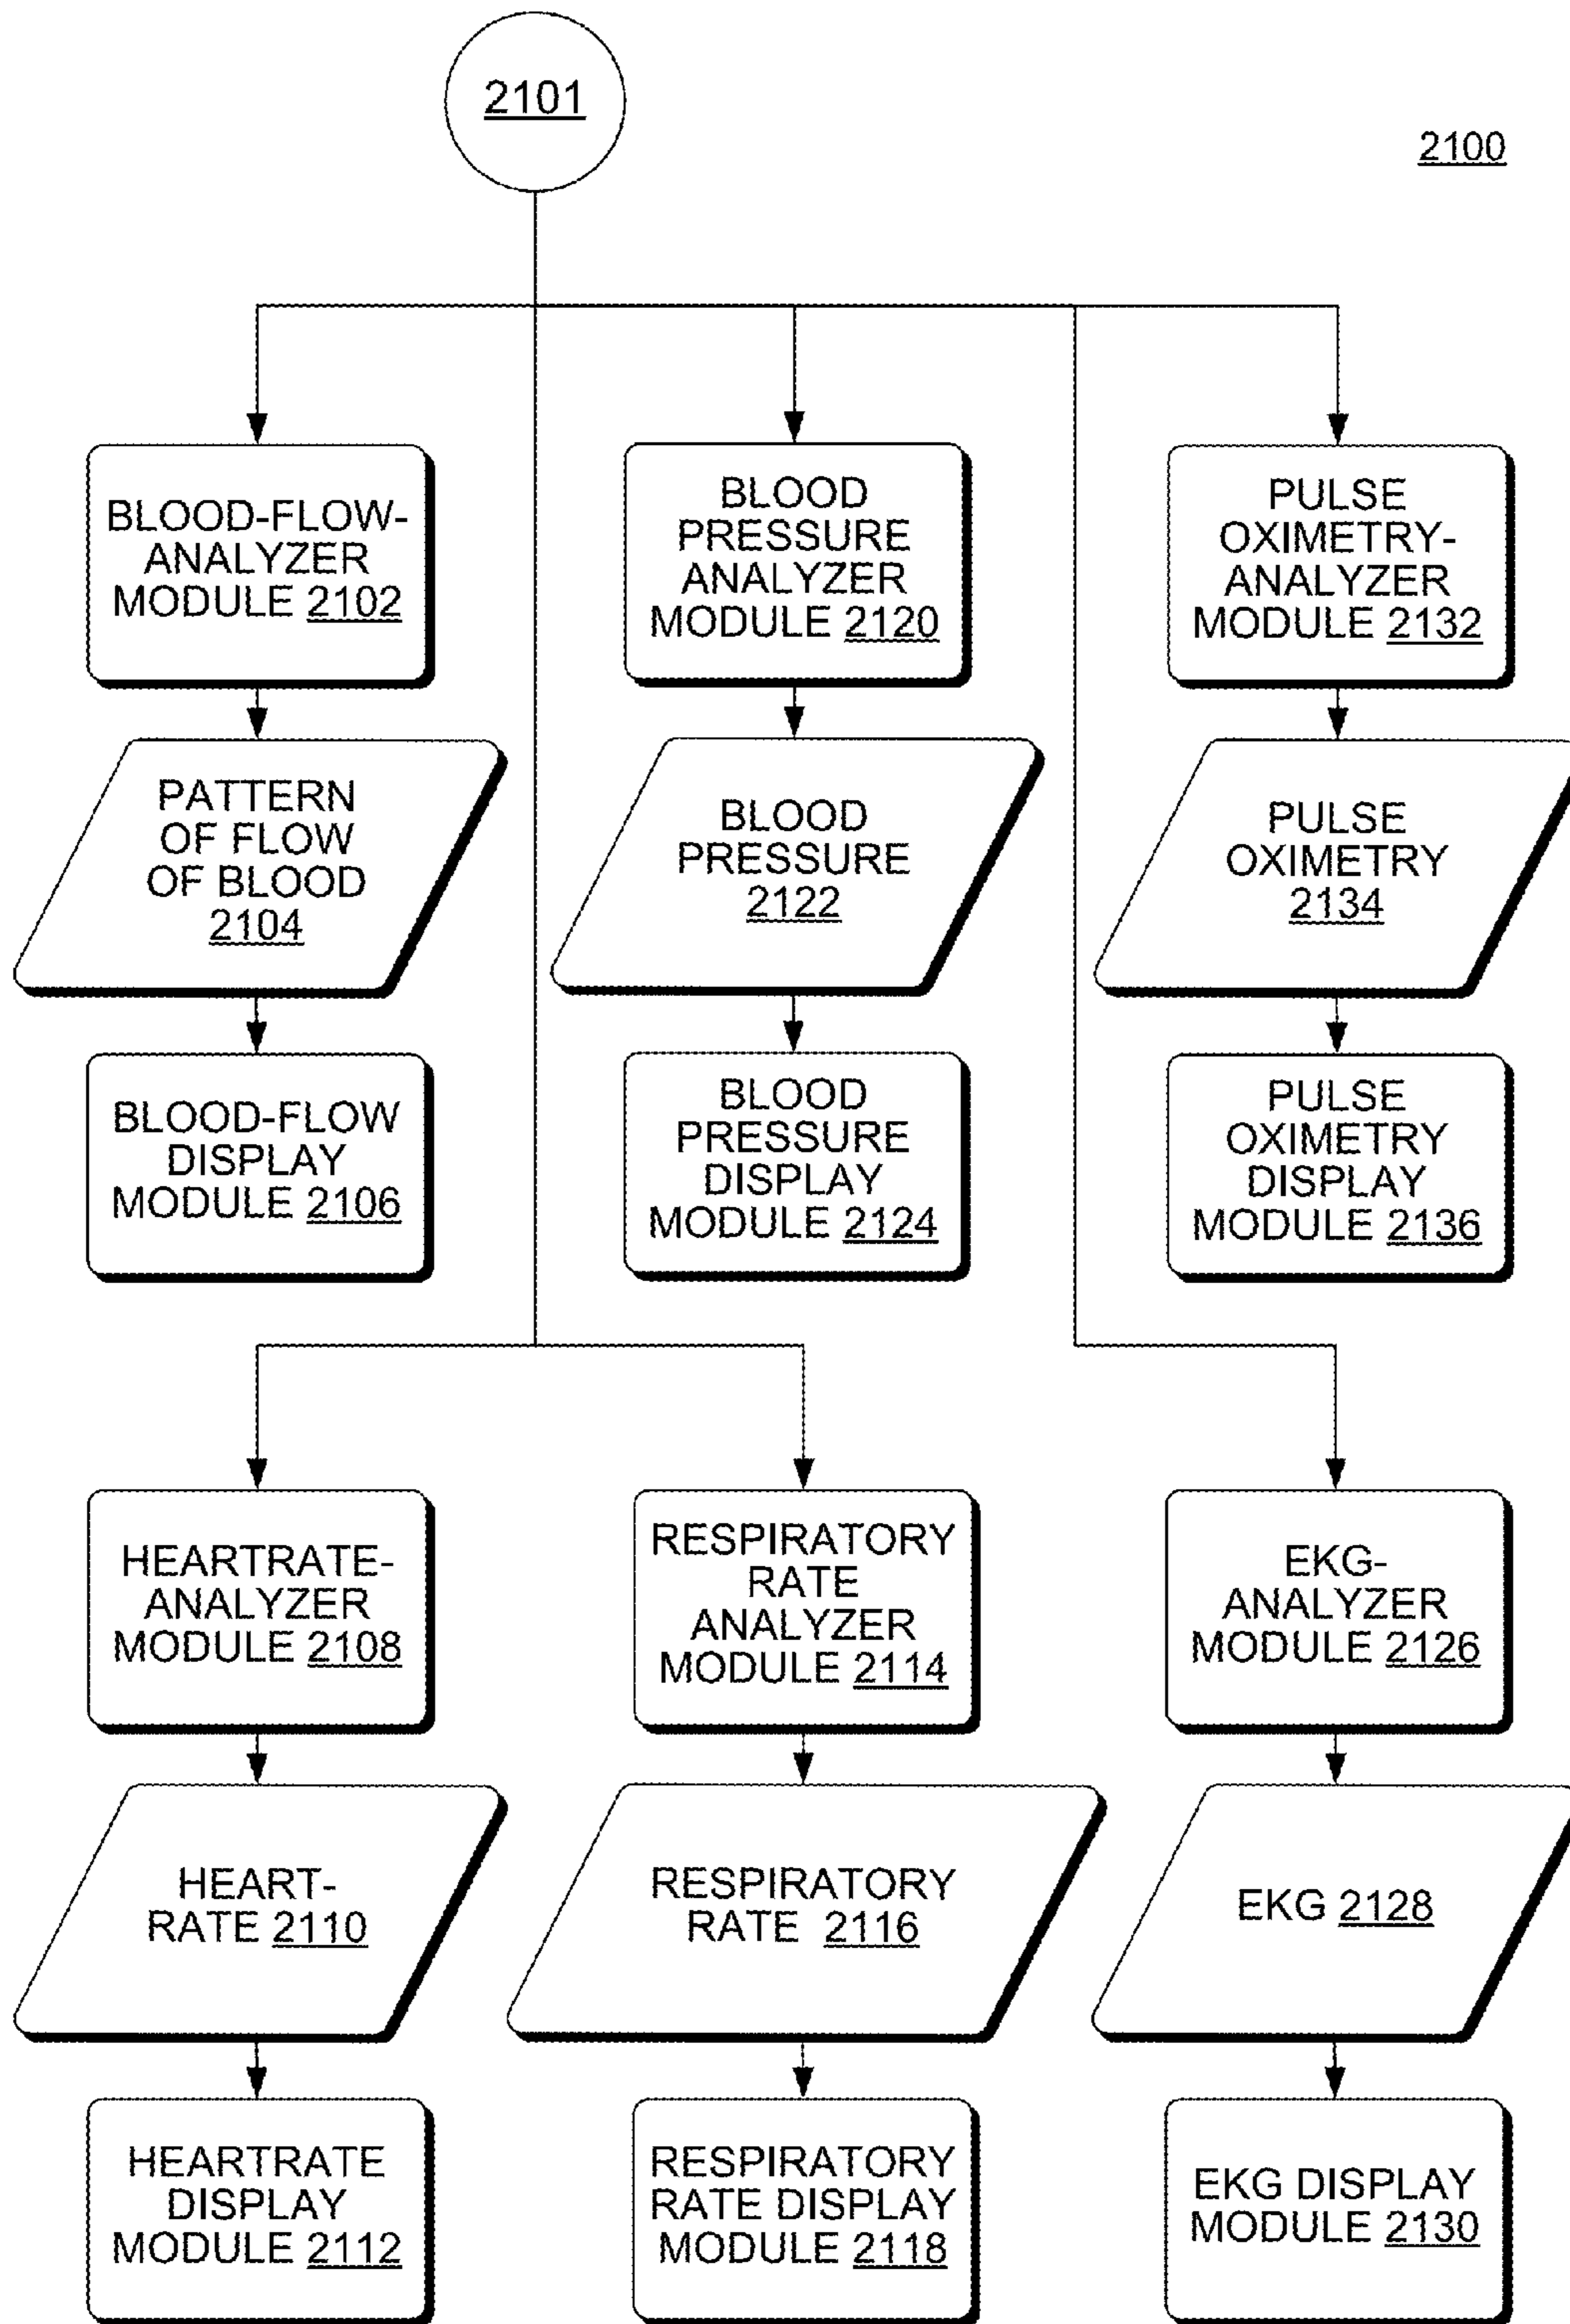 2101
2100
BLOOD-FLOW-
ANALYZER
MODULE 2102
BLOOD
PRESSURE
ANALYZER
MODULE 2120
PULSE
OXIMETRY-
ANALYZER
MODULE 2132
PATTERN
OF FLOW
OF BLOOD
2104
BLOOD
PRESSURE
2122
PULSE
OXIMETRY
2134
BLOOD-FLOW
DISPLAY
MODULE 2106
BLOOD
PRESSURE
DISPLAY
MODULE 2124
PULSE
OXIMETRY
DISPLAY
MODULE 2136
HEARTRATE-
ANALYZER
MODULE 2108
RESPIRATORY
RATE
ANALYZER
MODULE 2114
EKG-
ANALYZER
MODULE 2126
HEART-
RATE 2110
RESPIRATORY
RATE 2116
EKG 2128
HEARTRATE
DISPLAY
MODULE 2112
RESPIRATORY
RATE DISPLAY
MODULE 2118
EKG DISPLAY
MODULE 2130